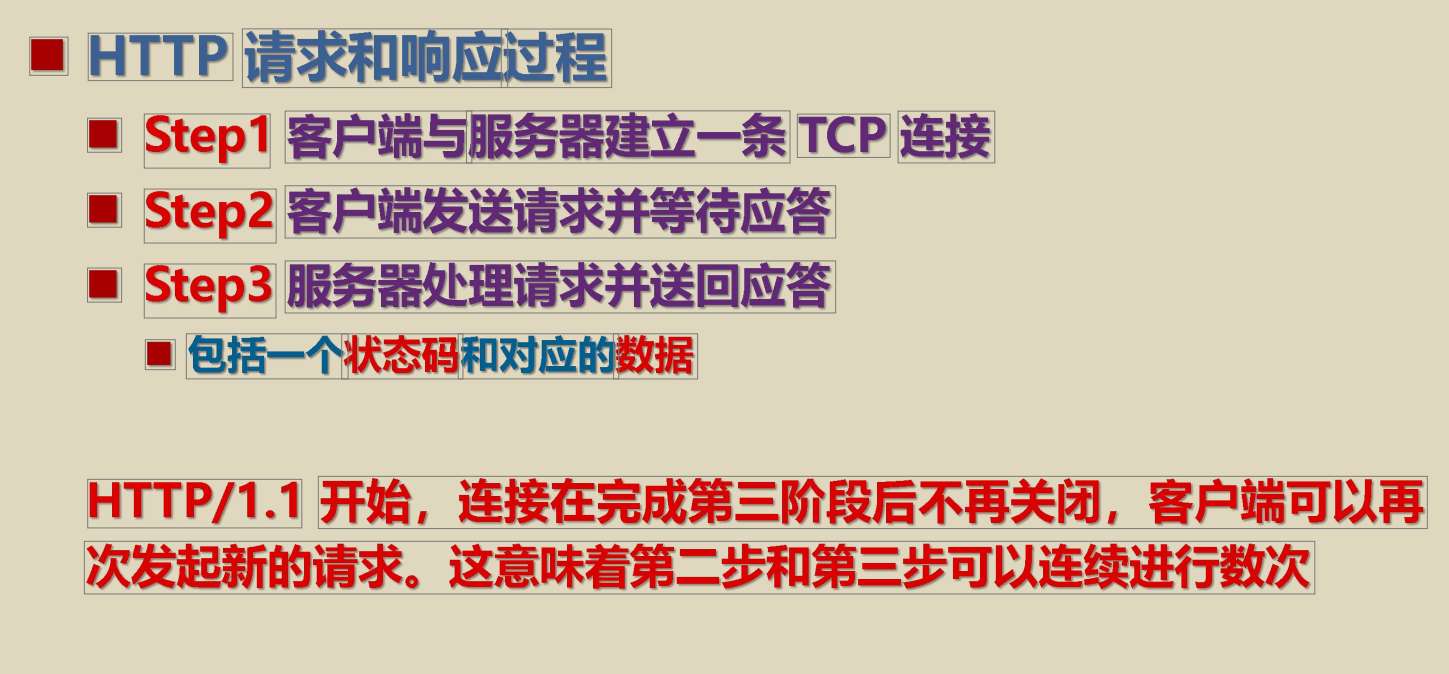 HTTP 请求和响应过程
Step1 客户端与服务器建立一条 TCP 连接
Step2 客户端发送请求并等待应答
Step3 服务器处理请求并送回应答
包括一个状态码和对应的数据
HTTP/1.1 开始，连接在完成第三阶段后不再关闭，客户端可以再
次发起新的请求。这意味着第二步和第三步可以连续进行数次